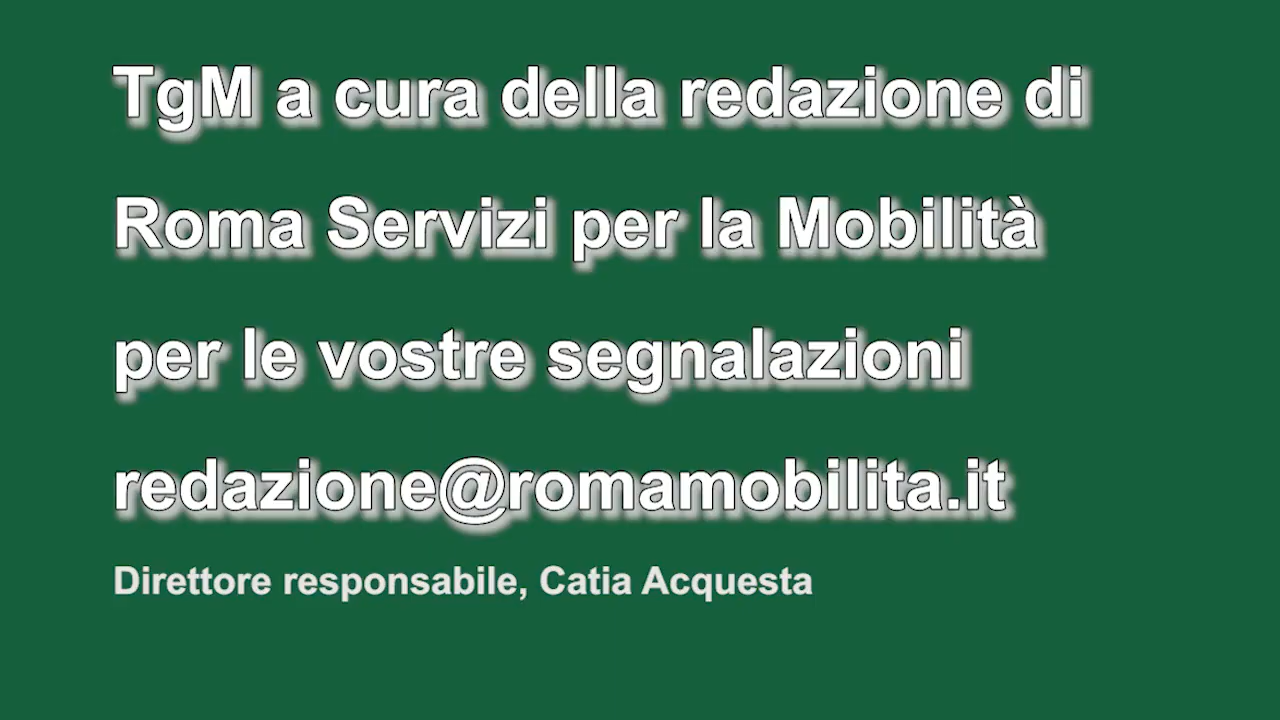 TgM a cura della redazione di
Roma Servizi per la Mobilità
per le vostre segnalazioni
redazione@romamobilita.it
Direttore responsabile, Catia Acquesta